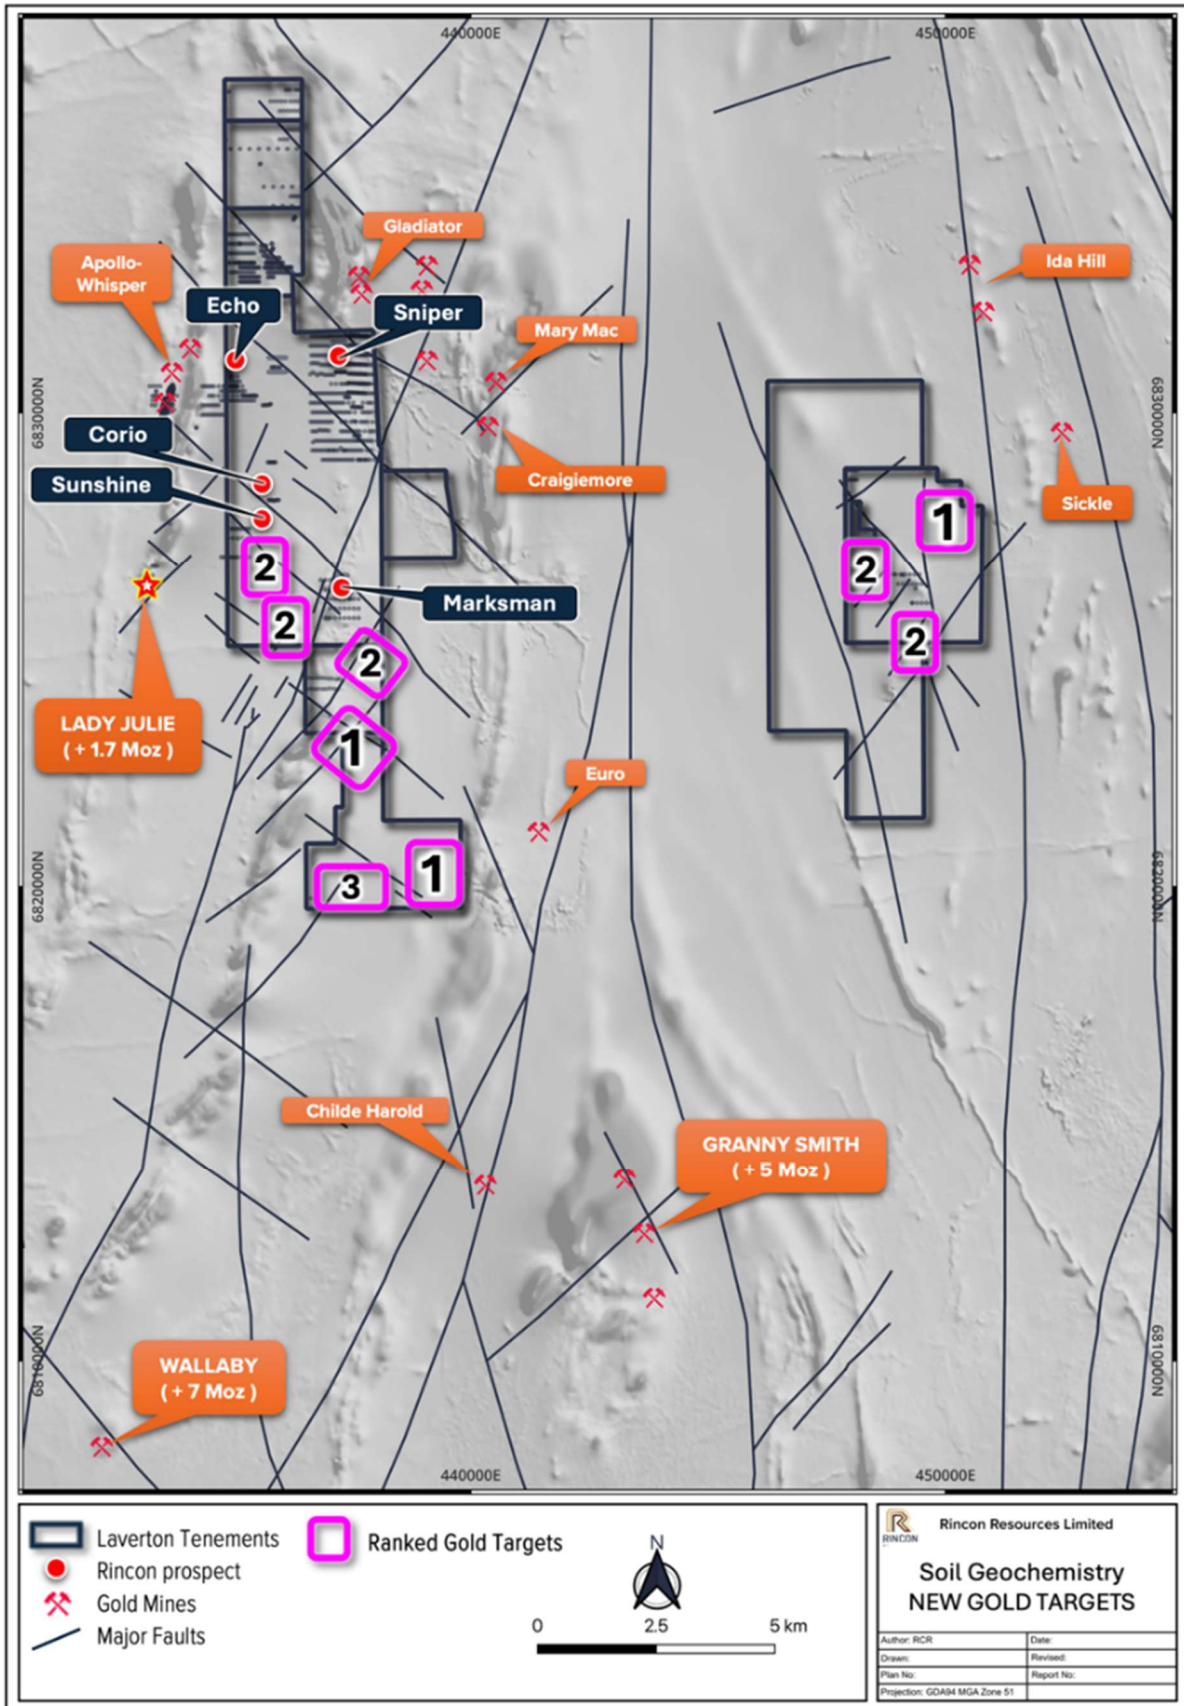 440000E
450000E
Gladiator
Apollo-
Whisper
Ida Hill
Echo
Sniper
Mary Mac
6830000N
6830000N
Corio
Sunshine
Craigiemore
Sickle
1
2
2
Marksman
2
2
2
LADY JULIE
( + 1.7 Moz )
1
Euro
3
1
6820000N
6820000N
Childe Harold
GRANNY SMITH
( + 5 Moz )
WALLABY
( + 7 Moz )
6810000N
6810000N
440000E
450000E
Laverton Tenements
Rincon prospect
Gold Mines
Major Faults
Ranked Gold Targets
N
0 2.5 5 km
RINCON
Rincon Resources Limited
Soil Geochemistry
NEW GOLD TARGETS
Author: RCR
Date:
Drawn:
Revised:
Plan No:
Report No:
Projection: GDA94 MGA Zone 51